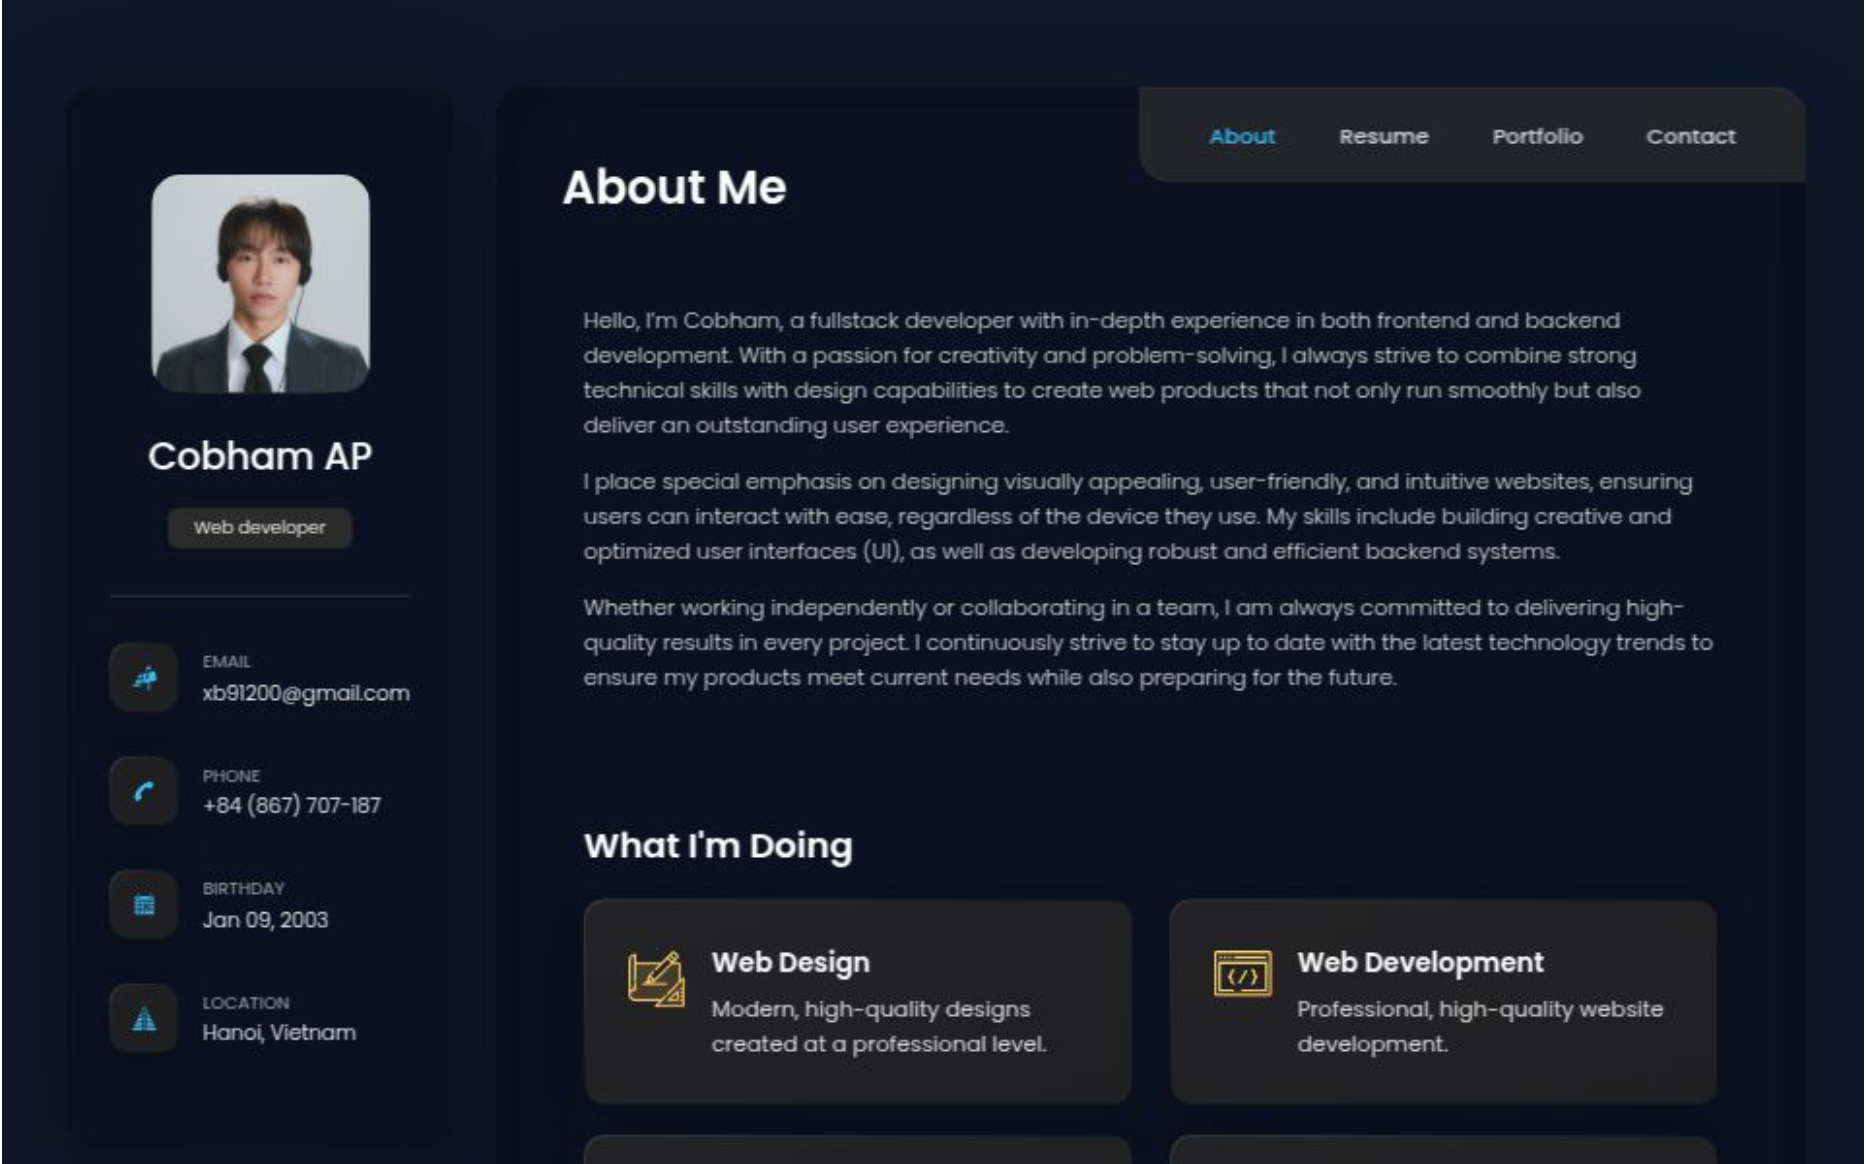 About
Resume
Portfolio
Contact
About Me
Cobham AP
Web developer
EMAIL
xb91200@gmail.com
PHONE
+84 (867) 707-187
BIRTHDAY
Jan 09, 2003
LOCATION
Hanoi, Vietnam
Hello, I'm Cobham, a fullstack developer with in-depth experience in both frontend and backend
development. With a passion for creativity and problem-solving, I always strive to combine strong
technical skills with design capabilities to create web products that not only run smoothly but also
deliver an outstanding user experience.
I place special emphasis on designing visually appealing, user-friendly, and intuitive websites, ensuring
users can interact with ease, regardless of the device they use. My skills include building creative and
optimized user interfaces (UI), as well as developing robust and efficient backend systems.
Whether working independently or collaborating in a team, I am always committed to delivering high-
quality results in every project. I continuously strive to stay up to date with the latest technology trends to
ensure my products meet current needs while also preparing for the future.
What I'm Doing
Web Design
Modern, high-quality designs
created at a professional level.
Web Development
Professional, high-quality website
development.